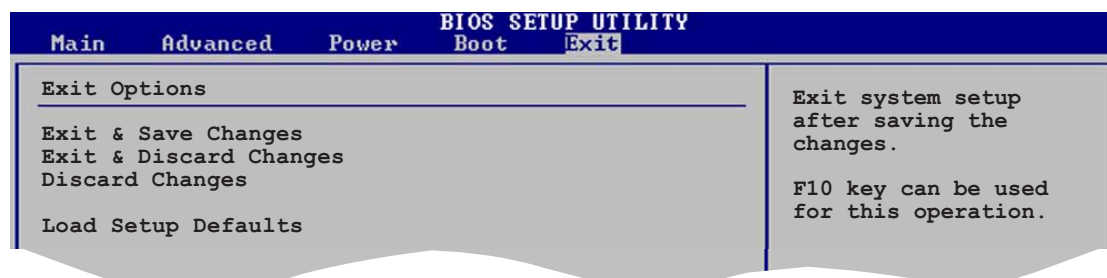 BIOS SETUP UTILITY
Main Advanced Power Boot Exit
Exit Options
Exit & Save Changes
Exit & Discard Changes
Discard Changes
Load Setup Defaults
Exit system setup
after saving the
changes.
F10 key can be used
for this operation.